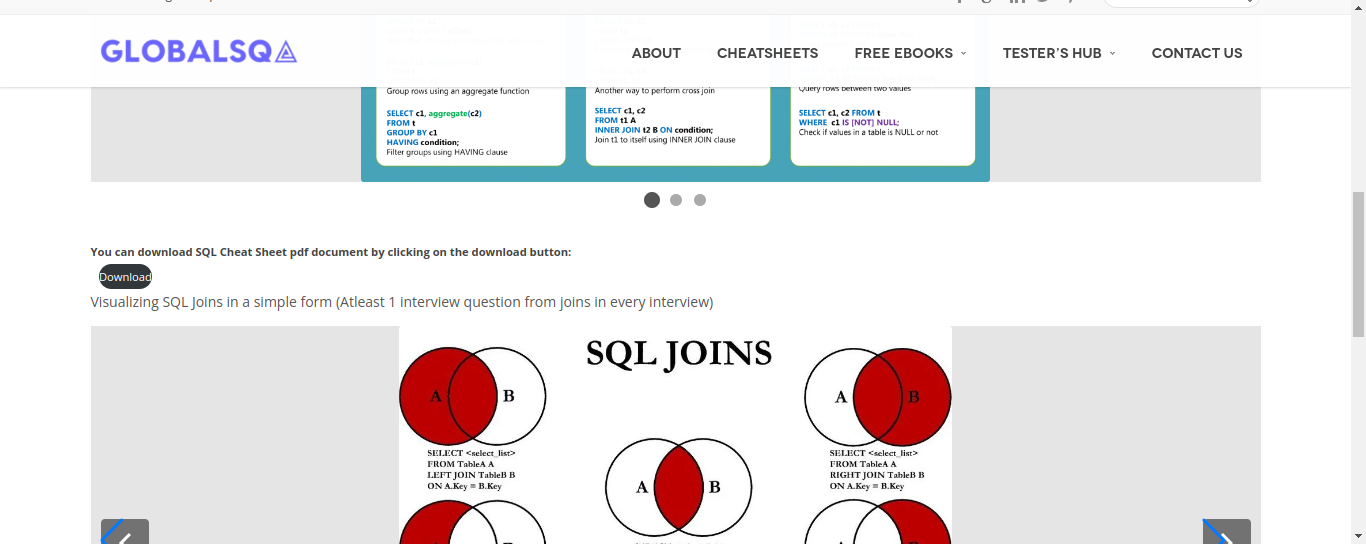 GLOBALSQA
ABOUT
CHEATSHEETS
FREE EBOOKS
TESTER'S HUB
CONTACT US
Group rows using an aggregate function
SELECT c1, aggregate(c2)
FROM t
GROUP BY c1
HAVING condition;
Filter groups using HAVING clause
Another way to perform cross join
SELECT c1, c2
FROM t1 A
INNER JOIN t2 B ON condition;
Join t1 to itself using INNER JOIN clause
Query rows between two values
SELECT c1, c2 FROM t
WHERE c1 IS [NOT] NULL;
Check if values in a table is NULL or not
You can download SQL Cheat Sheet pdf document by clicking on the download button:
Download
Visualizing SQL Joins in a simple form (Atleast 1 interview question from joins in every interview)
SQL JOINS
A B
SELECT <select_list>
FROM TableA A
LEFT JOIN TableB B
ON A.Key = B.Key
A B
A B
SELECT <select_list>
FROM TableA A
RIGHT JOIN TableB B
ON A.Key = B.Key
A B
A B